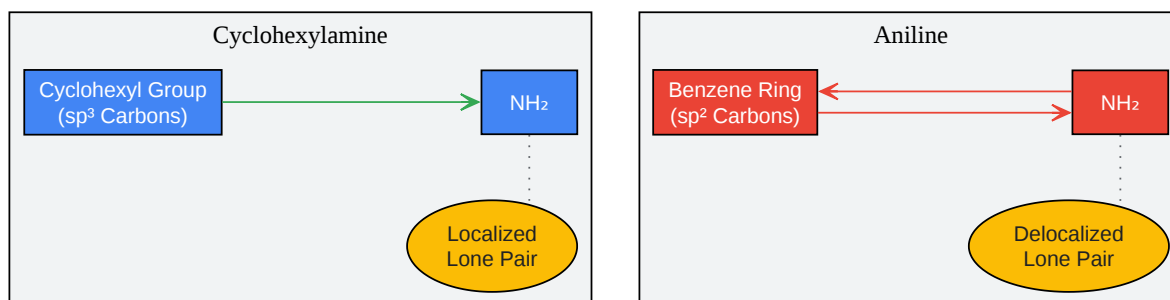 Cyclohexylamine
Cyclohexyl Group
(sp³ Carbons)
NH₂
Localized
Lone Pair
Aniline
Benzene Ring
(sp² Carbons)
NH₂
Delocalized
Lone Pair